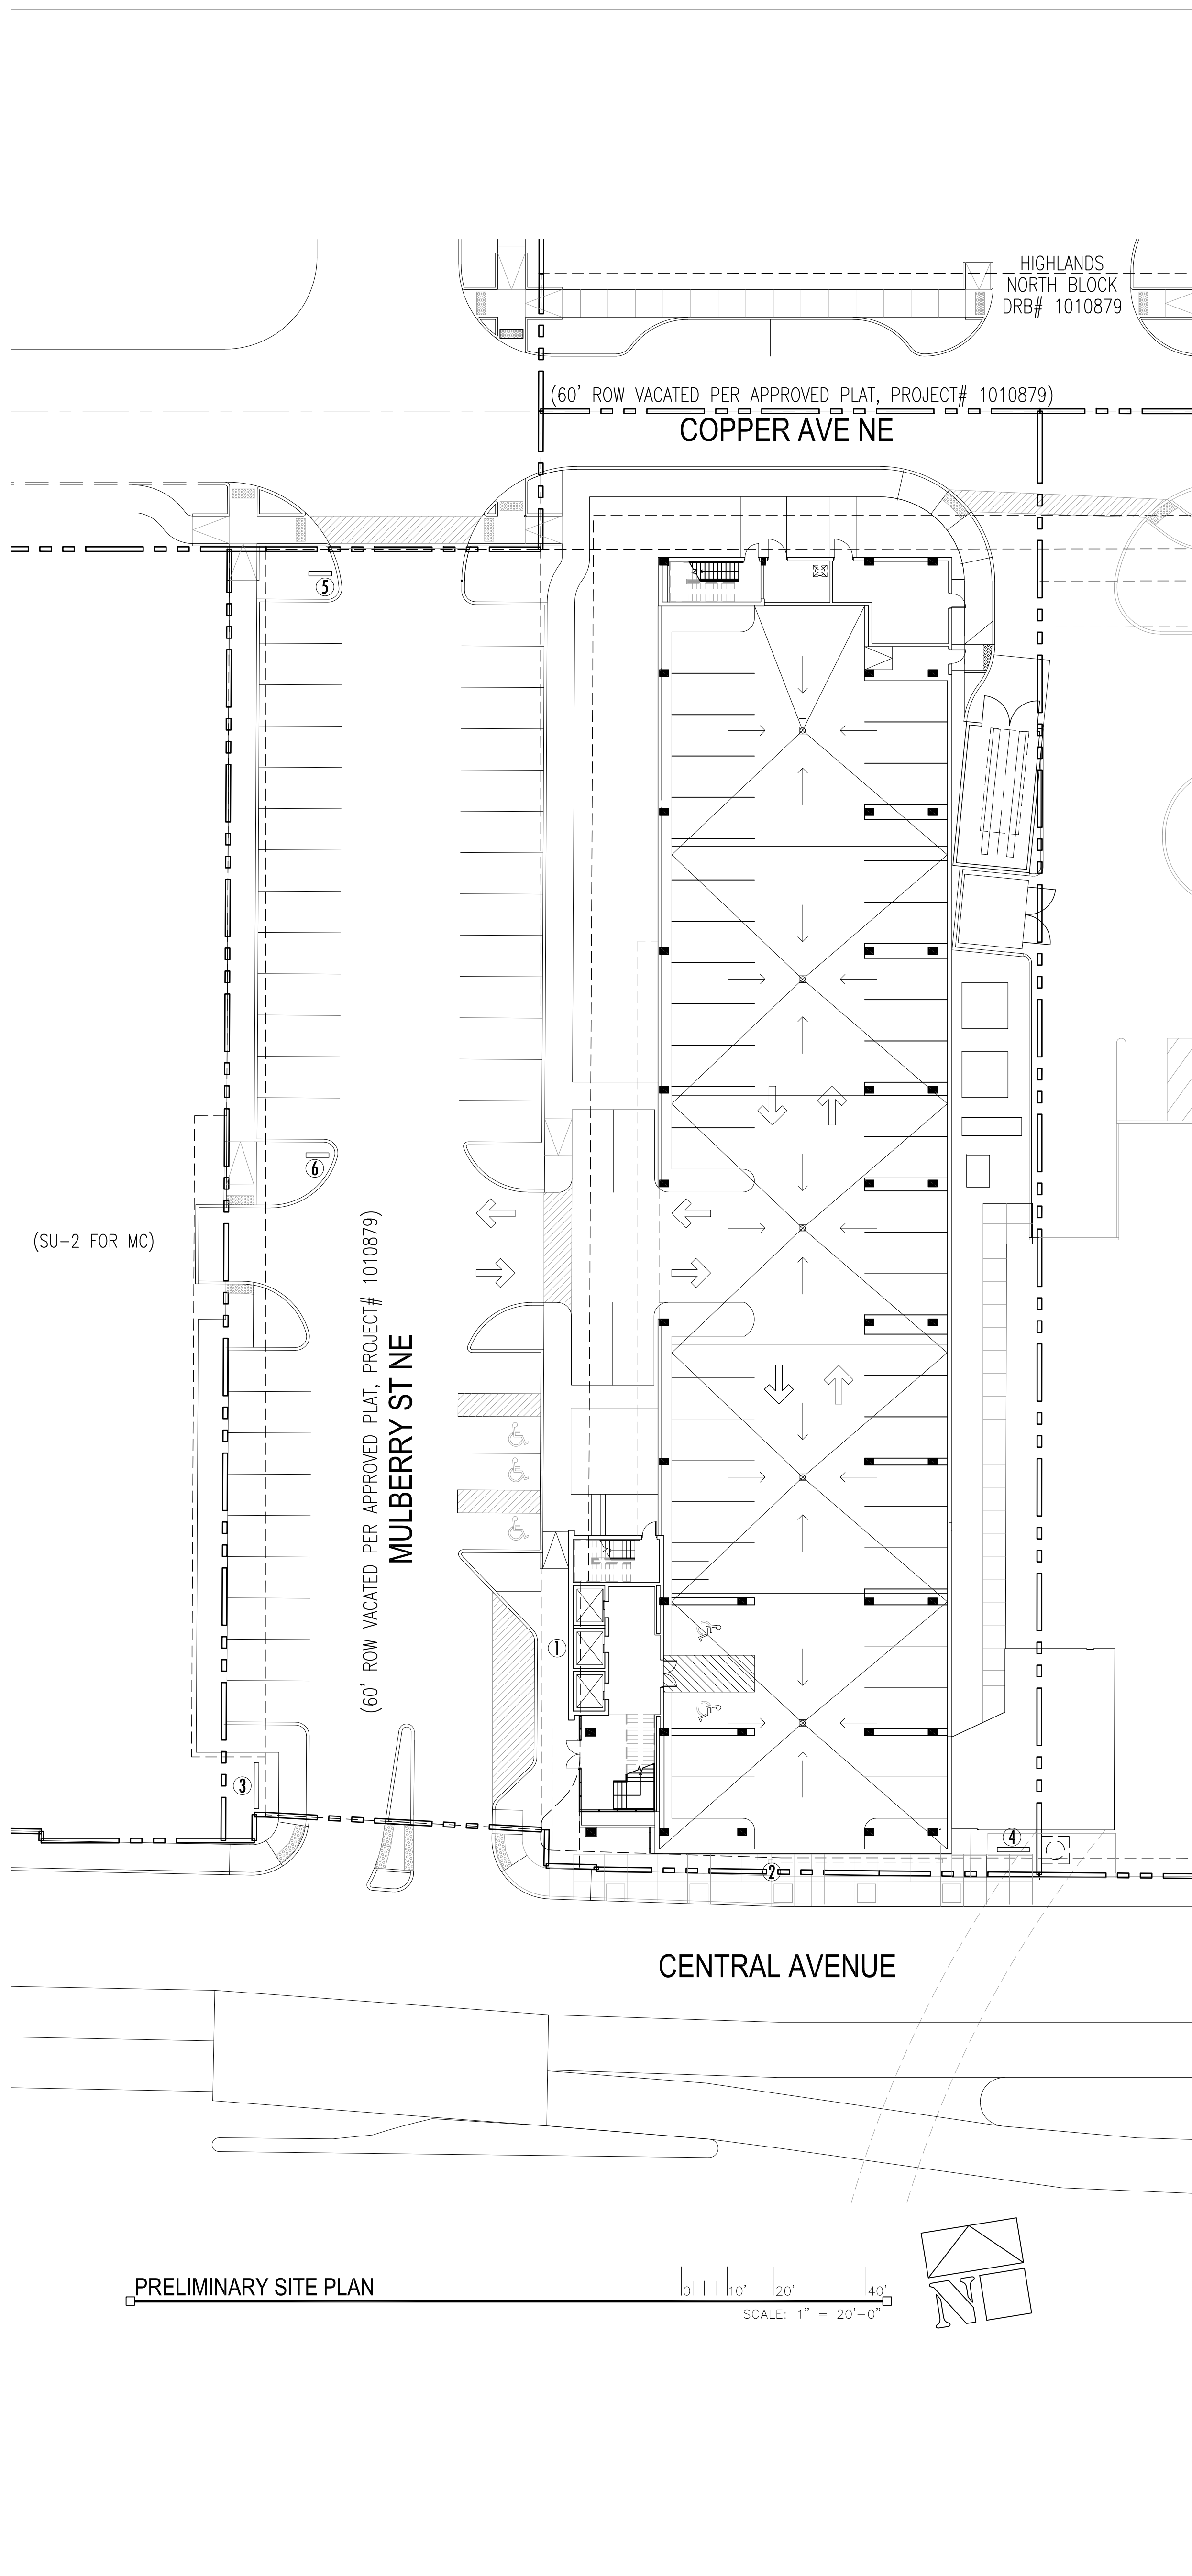 HIGHLANDS
NORTH BLOCK
DRB# 1010879
(60' ROW VACATED PER APPROVED PLAT, PROJECT# 1010879)
COPPER AVE NE
5
6
(SU-2 FOR MC)
(60' ROW VACATED PER APPROVED PLAT, PROJECT# 1010879)
MULBERRY ST NE
1
3
4
2
CENTRAL AVENUE
PRELIMINARY SITE PLAN
0 10' 20' 40'
SCALE: 1" = 20'-0"
N